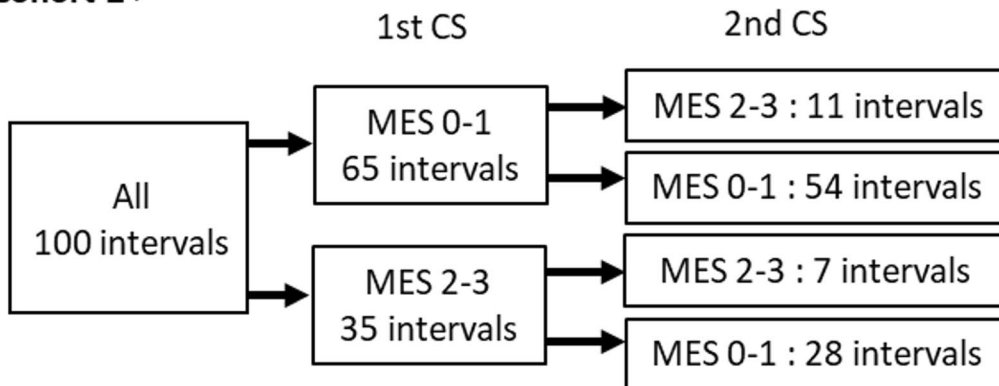 1st CS
2nd CS
All
100 intervals
MES 0-1
65 intervals
MES 2-3 : 11 intervals
MES 0-1 : 54 intervals
MES 2-3
35 intervals
MES 2-3 : 7 intervals
MES 0-1 : 28 intervals